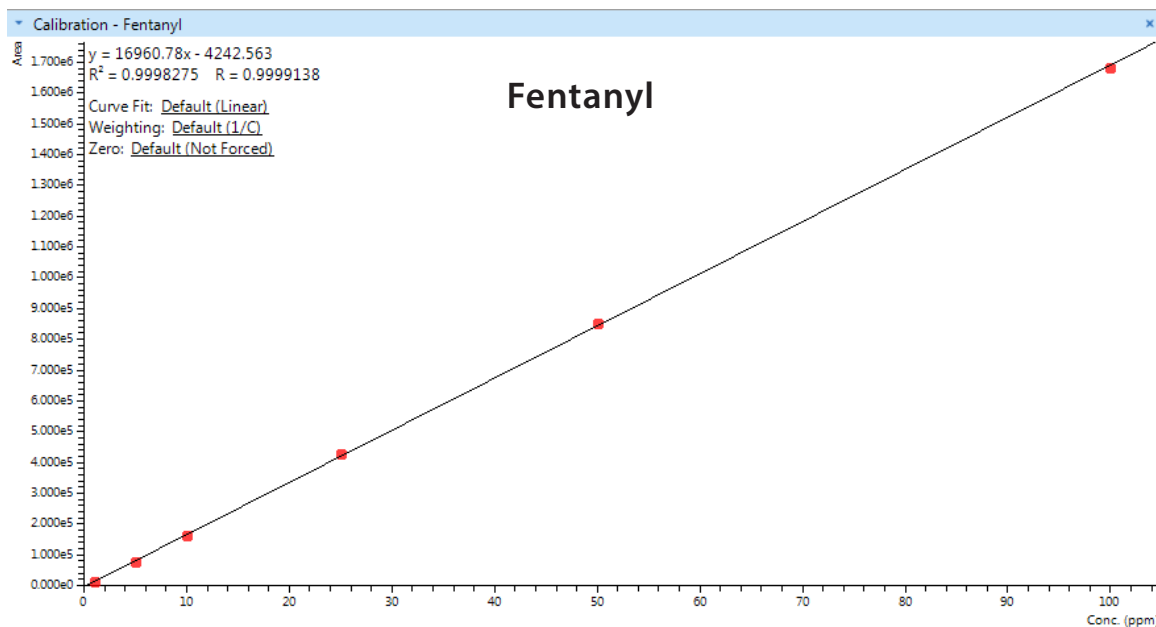 Calibration - Fentanyl
×
Area
y = 16960.78x - 4242.563
R² = 0.9998275 R = 0.9999138
Fentanyl
Curve Fit: Default (Linear)
Weighting: Default (1/C)
Zero: Default (Not Forced)
1.700e6
1.600e6
1.500e6
1.400e6
1.300e6
1.200e6
1.100e6
1.000e6
9.000e5
8.000e5
7.000e5
6.000e5
5.000e5
4.000e5
3.000e5
2.000e5
1.000e5
0.000e0
0 10 20 30 40 50 60 70 80 90 100
Conc. (ppm)